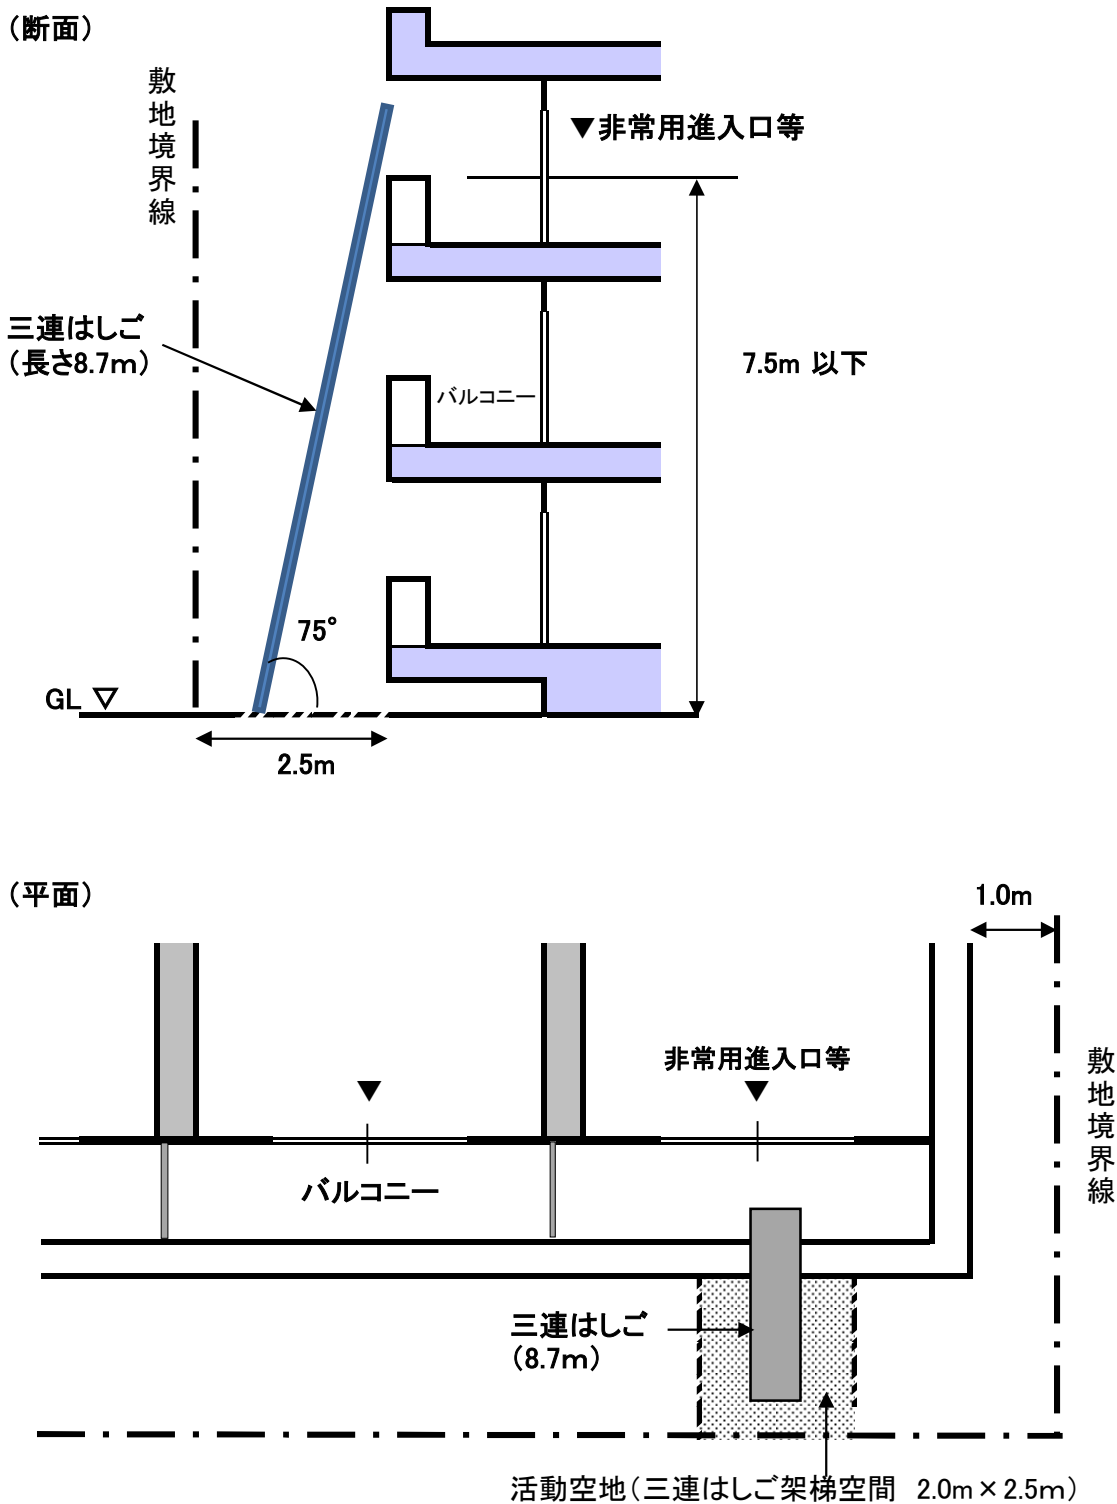 （断面）
敷地境界線
▼非常用進入口等
三連はしご
（長さ8.7ｍ）
7.5m 以下
バルコニー
75°
GL ▽
2.5m
（平面）
1.0m
非常用進入口等
▼ ▼
敷地境界線
バルコニー
三連はしご
（8.7ｍ）
活動空地（三連はしご架梯空間 2.0m×2.5ｍ）